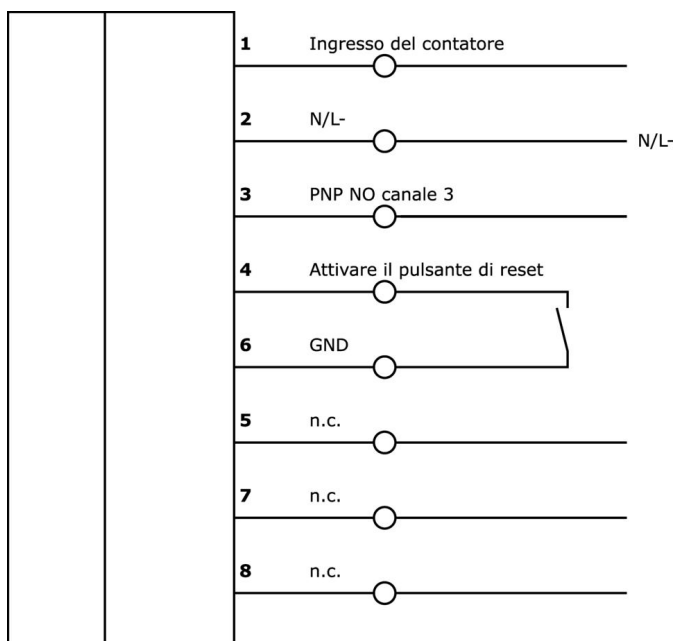 1 Ingresso del contatore
2 N/L-
N/L-
3 PNP NO canale 3
4 Attivare il pulsante di reset
6 GND
5 n.c.
7 n.c.
8 n.c.